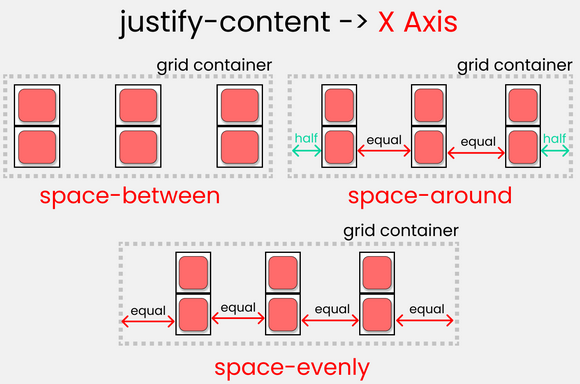 justify-content -> X Axis
grid container
grid container
half
equal
equal
half
space-between
space-around
grid container
equal
equal
equal
equal
space-evenly